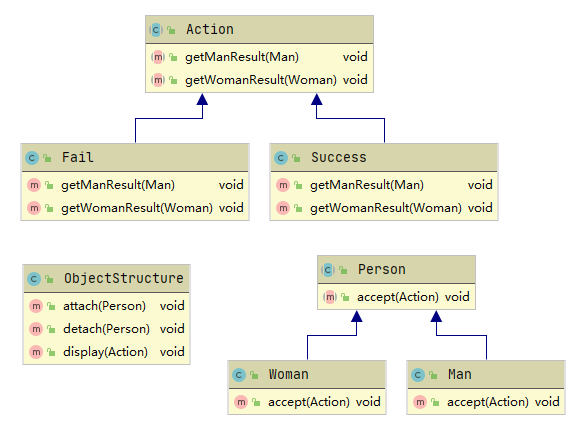 Action
getManResult(Man) void
getWomanResult(Woman) void
Fail
getManResult(Man) void
getWomanResult(Woman) void
Success
getManResult(Man) void
getWomanResult(Woman) void
ObjectStructure
attach(Person) void
detach(Person) void
display(Action) void
Person
accept(Action) void
Woman
accept(Action) void
Man
accept(Action) void